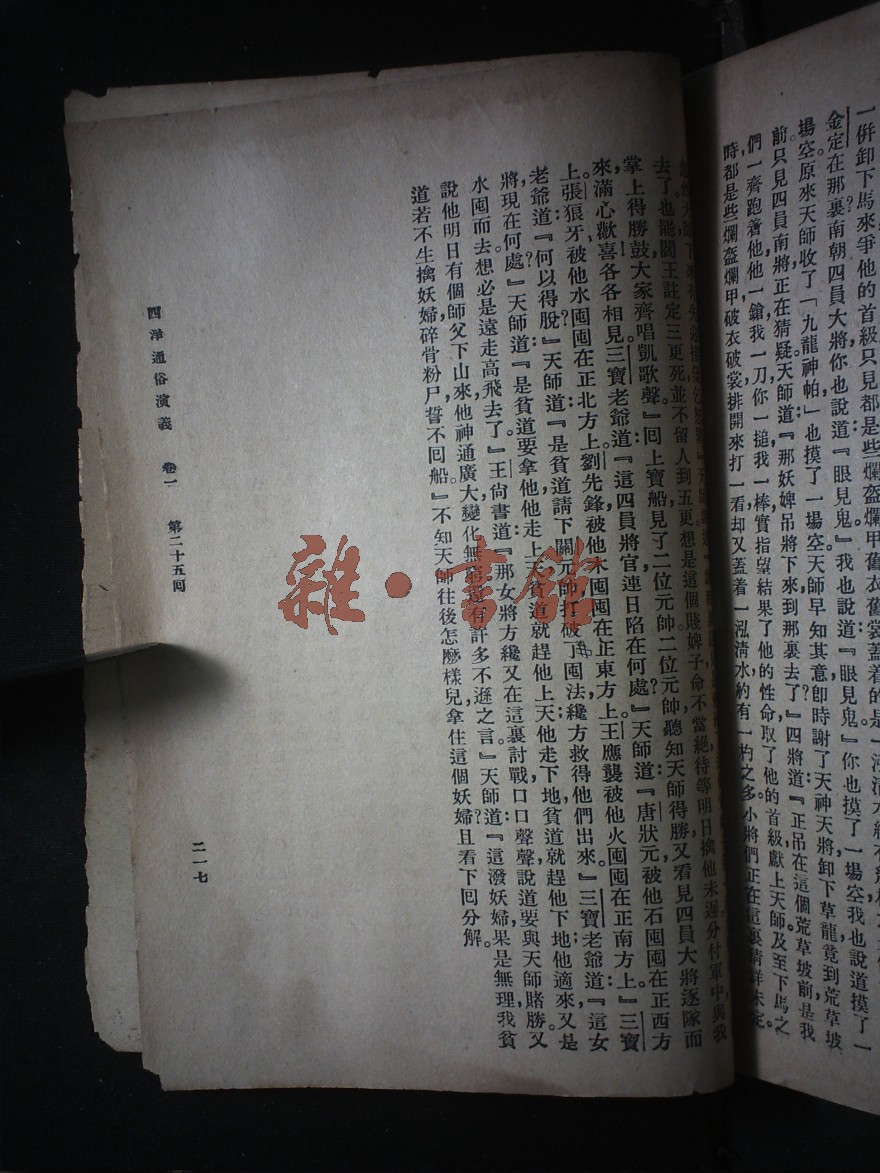 一併卸下馬來爭他的首級都是些爛盔爛甲舊衣舊裳蓋着的是一河清水
金定在那裏南朝四員大將你也說道『眼見鬼』我也說道『眼見鬼』你也摸了一場空我也說道摸了一
場空。原來天師收了「九龍神帕」也摸了一場空天師早知其意卽時謝了天神天將卸下草龍竟到荒草坡
前只見四員南將正在猜疑天師道『那妖婢吊將下來到那裏去了？』四將道：『正吊在這個荒草坡前是我
們一齊跑着他他一鎗我一刀你一搥我一棒實指望結果了他的性命取了他的首級獻上天師及至下馬之
時都是些爛盔爛甲破衣破裳排開來打一看却又蓋着一泓清水約有一杓之多小將們正在這裏猜詳未定。
去了也罷閻王註定三更死並不留人到五更想是這個賤婢子命不當絕待等明日擒他未遲分付軍中與我
掌上得勝鼓大家齊唱凱歌聲』回上寶船見了二位元帥二位元帥聽知天師得勝又看見四員大將逐隊而
來滿心歡喜各各相見三寶老爺道：『這四員將官連日陷在何處？』天師道：『唐狀元被他石囤囤在正西方
上。張狼牙被他水囤囤在正北方上劉先鋒被他木囤囤在正東方上。王應襲被他火囤囤在正南方上。』三寶
老爺道：『何以得脫？』天師道：『是貧道請下關元帥，打破了囤法纔方救得他們出來。』三寶老爺道：『這女
將現在何處？』天師道：『是貧道要拿他他走上天貧道就趕他上天他走下地貧道就趕他下地他適來又是
水囤而去想必是遠走高飛去了。』王尙書道：『那女將方纔又在這裏討戰口口聲聲說道要與天師賭勝又
說他明日有個師父下山來他神通廣大變化無窮還有許多不遜之言。』天師道：『這潑妖婦果是無理我貧
道若不生擒妖婦碎骨粉尸誓不囘船。』不知天師往後怎麼樣兒拿住這個妖婦且看下回分解。
西洋通俗演義　卷一　第二十五回
二一七
雜·書館